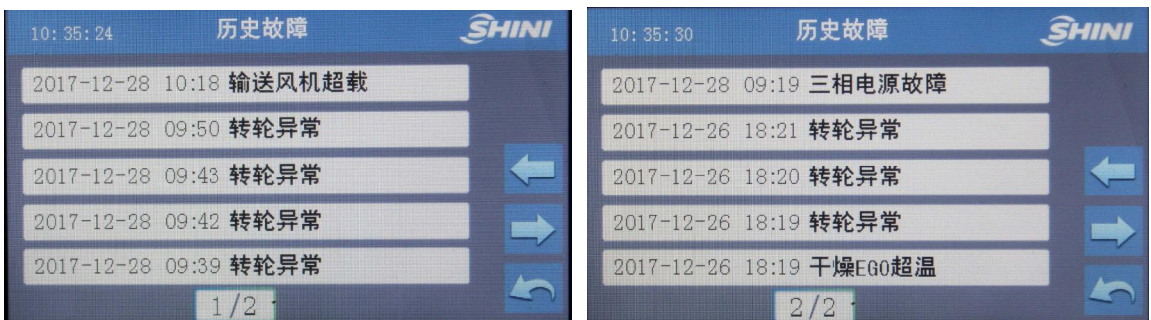 10:35:24 历史故障 SHINI
2017-12-28 10:18 输送风机超载
2017-12-28 09:50 转轮异常
2017-12-28 09:43 转轮异常
2017-12-28 09:42 转轮异常
2017-12-28 09:39 转轮异常
1/2
10:35:30 历史故障 SHINI
2017-12-28 09:19 三相电源故障
2017-12-26 18:21 转轮异常
2017-12-26 18:20 转轮异常
2017-12-26 18:19 转轮异常
2017-12-26 18:19 干燥EGO超温
2/2